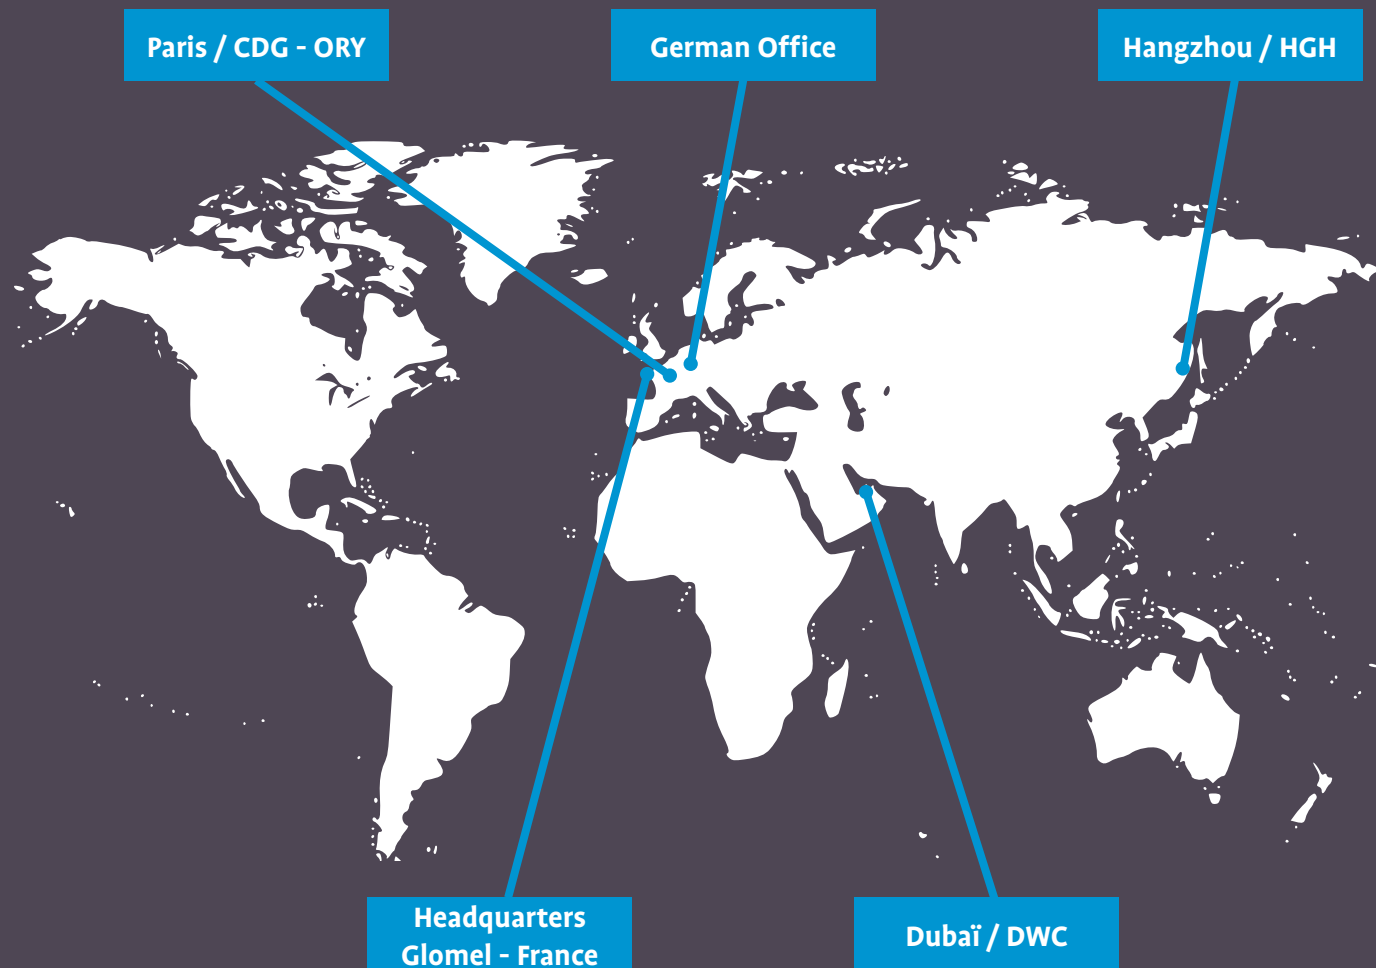 Paris / CDG - ORY
German Office
Hangzhou / HGH
Headquarters
Glomel - France
Dubaï / DWC